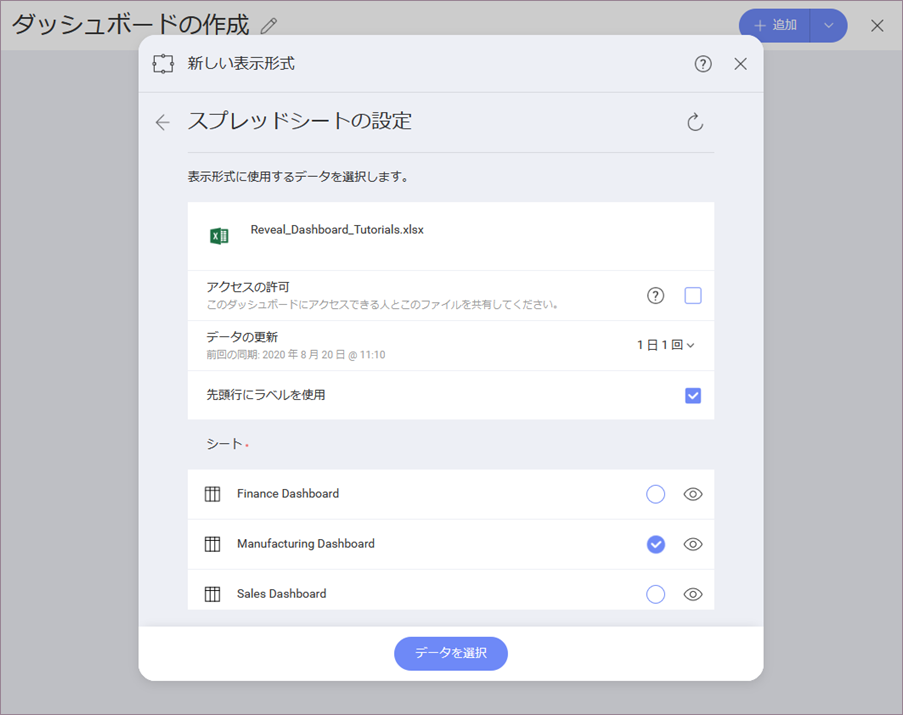 ダッシュボードの作成
追加
新しい表示形式
スプレッドシートの設定
表示形式に使用するデータを選択します。
Reveal_Dashboard_Tutorials.xlsx
アクセスの許可
このダッシュボードにアクセスできる人とこのファイルを共有してください。
データの更新
前回の同期: 2020 年 8 月 20 日 @ 11:10
1 日 1 回
先頭行にラベルを使用
シート
Finance Dashboard
Manufacturing Dashboard
Sales Dashboard
データを選択